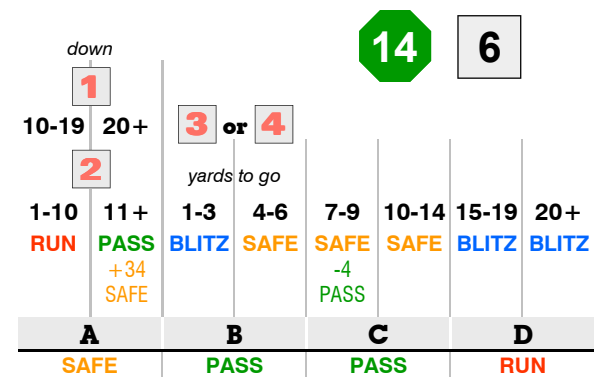 14 6
down
1
10-19 20+ 3 or 4
2 yards to go
1-10 11+ 1-3 4-6 7-9 10-14 15-19 20+
RUN PASS BLITZ SAFE SAFE SAFE BLITZ BLITZ
+34 -4
SAFE PASS
A B C D
SAFE PASS PASS RUN